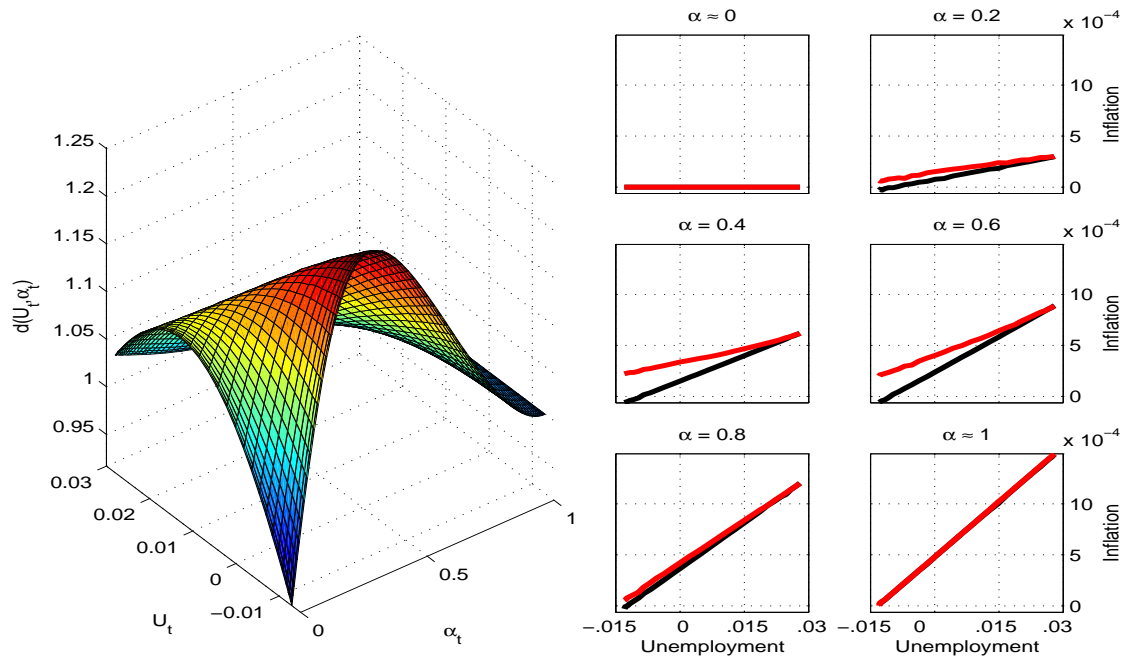 1.25
1.2
1.15
1.1
1.05
1
0.95
d(U_t,α_t)
0.03
0.02
0.01
0
−0.01
U_t
0
0.5
1
α_t
α ≈ 0
α = 0.2
x 10^−4
10
5
0
Inflation
α = 0.4
α = 0.6
x 10^−4
10
5
0
Inflation
α = 0.8
α ≈ 1
x 10^−4
10
5
0
Inflation
−.015 0 .015 .03
Unemployment
−.015 0 .015 .03
Unemployment